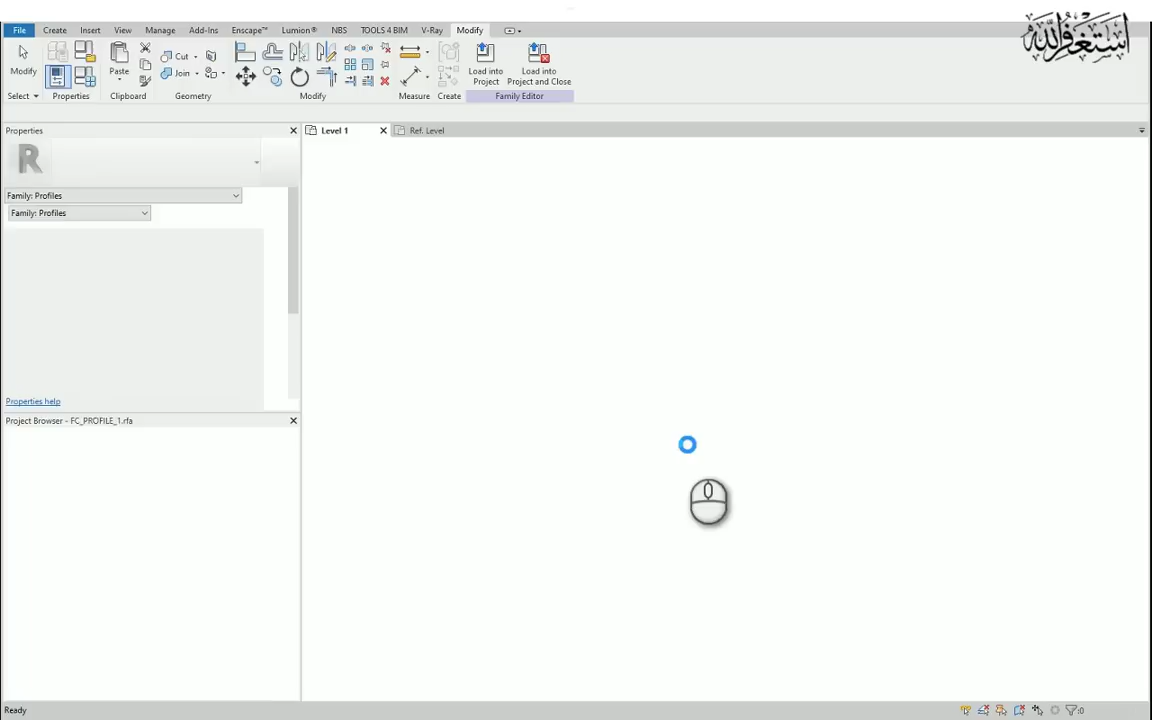 أستغفر الله
File Create Insert View Manage Add-Ins Enscape™ Lumion® NBS TOOLS 4 BIM V-Ray Modify
Modify
Paste
Cut
Join
Load into Project
Load into Project and Close
Select Properties Clipboard Geometry Modify Measure Create Family Editor
Properties
Level 1
Ref. Level
R
Family: Profiles
Family: Profiles
Properties help
Project Browser - FC_PROFILE_1.rfa
Ready
:0